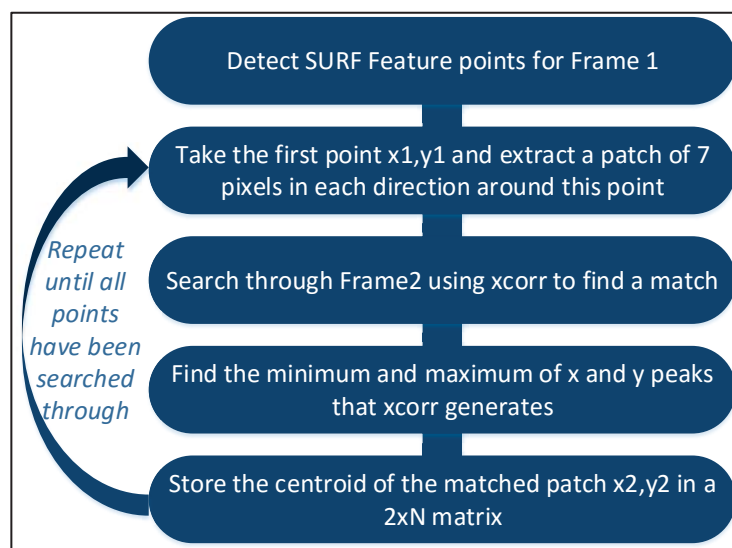 Detect SURF Feature points for Frame 1
Take the first point x1,y1 and extract a patch of 7
pixels in each direction around this point
Search through Frame2 using xcorr to find a match
Find the minimum and maximum of x and y peaks
that xcorr generates
Store the centroid of the matched patch x2,y2 in a
2xN matrix
Repeat
until all
points
have been
searched
through